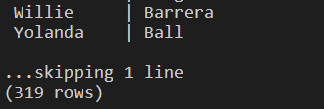 Willie | Barrera
Yolanda | Ball
...skipping 1 line
(319 rows)